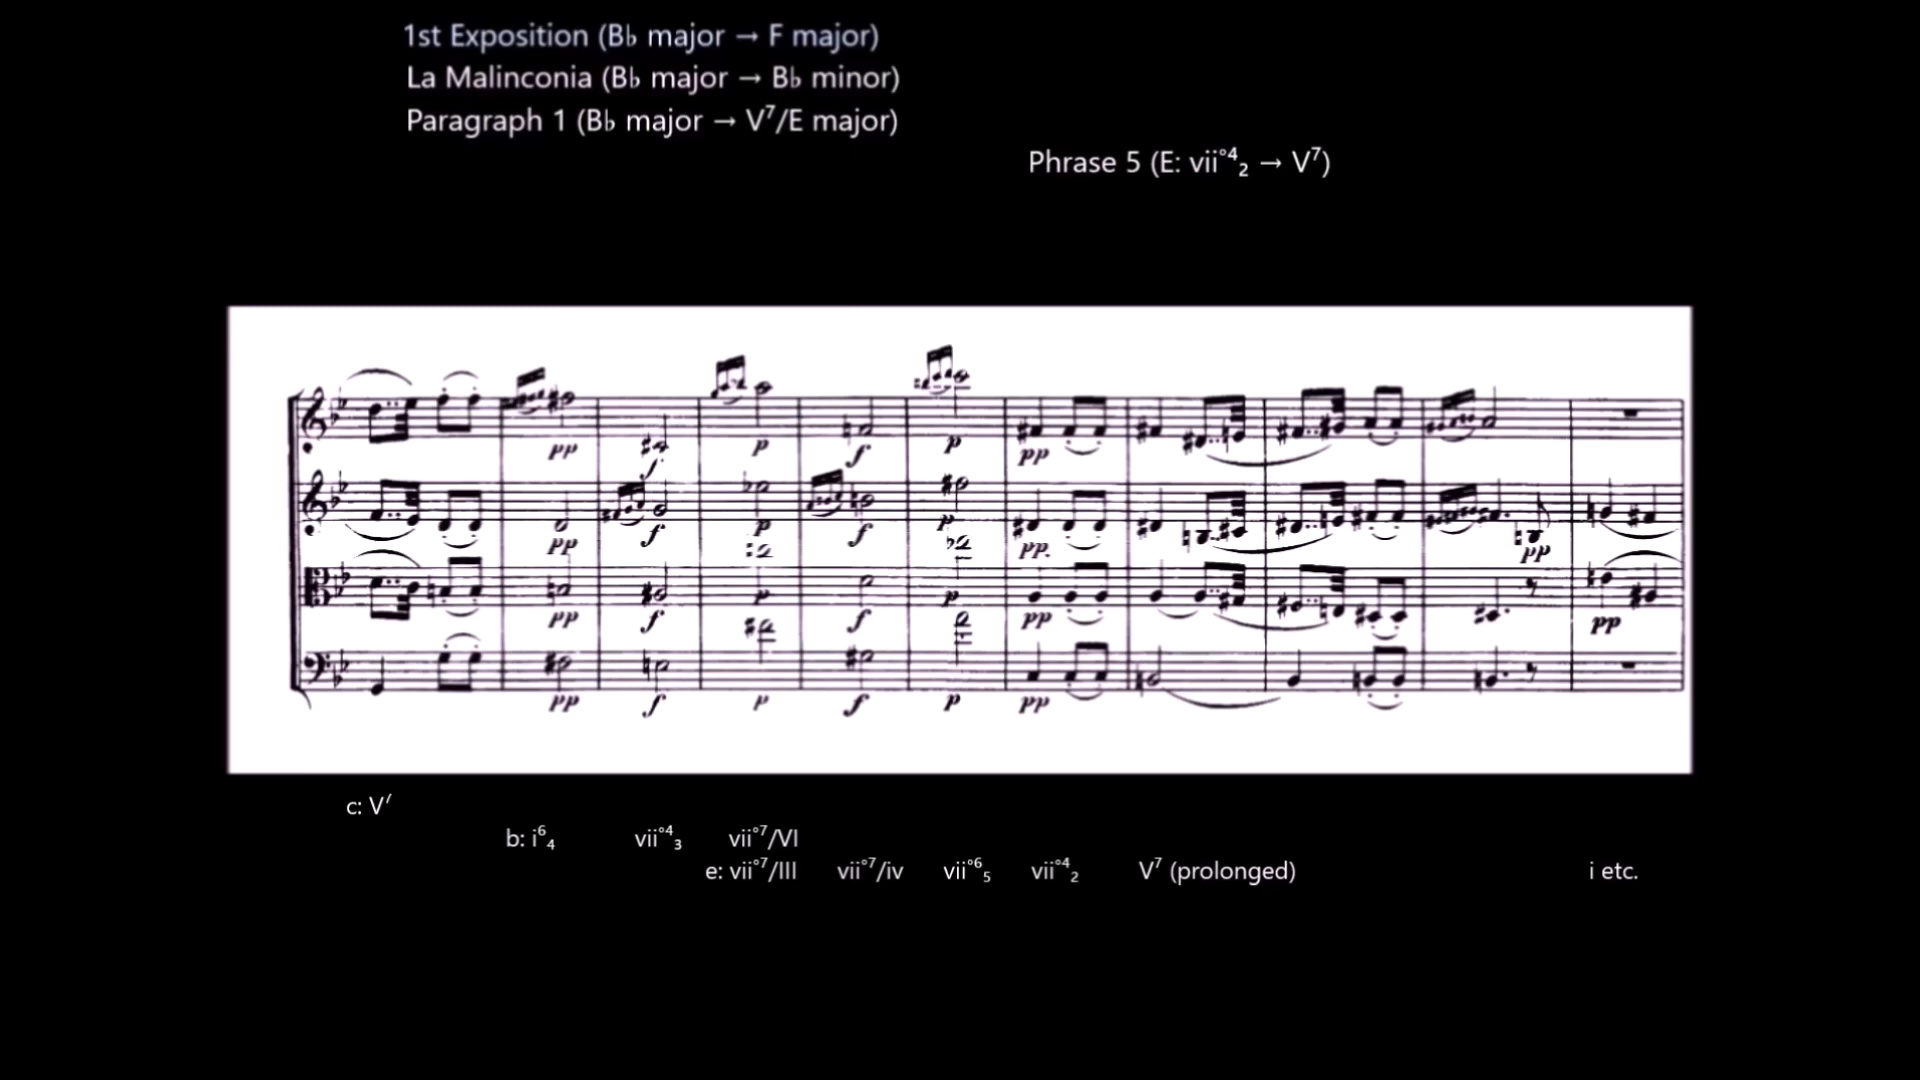 1st Exposition (B♭ major → F major)
La Malinconia (B♭ major → B♭ minor)
Paragraph 1 (B♭ major → V⁷/E major)
Phrase 5 (E: vii°⁴₂ → V⁷)
pp f p f p pp
pp f p f p pp. pp
pp f p f p pp pp
pp f p f p pp
c: V⁷
b: i⁶₄ vii°⁴₃ vii°⁷/VI
e: vii°⁷/III vii°⁷/iv vii°⁶₅ vii°⁴₂ V⁷ (prolonged) i etc.